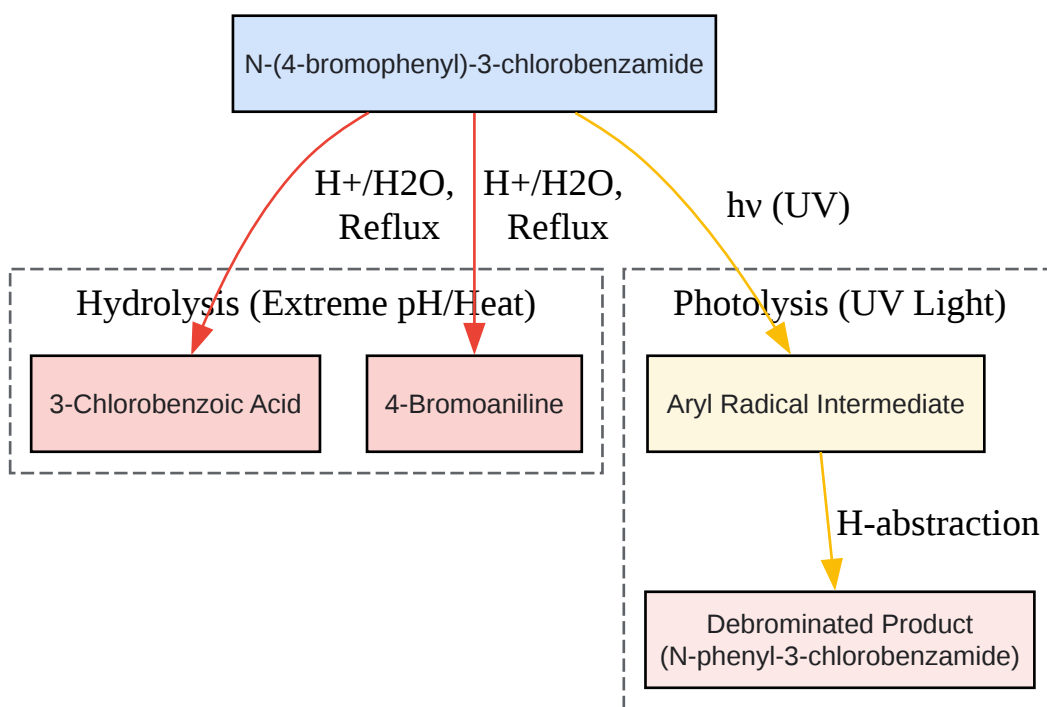 N-(4-bromophenyl)-3-chlorobenzamide
H+/H2O,
Reflux
H+/H2O,
Reflux
hν (UV)
Hydrolysis (Extreme pH/Heat)
Photolysis (UV Light)
3-Chlorobenzoic Acid
4-Bromoaniline
Aryl Radical Intermediate
H-abstraction
Debrominated Product
(N-phenyl-3-chlorobenzamide)